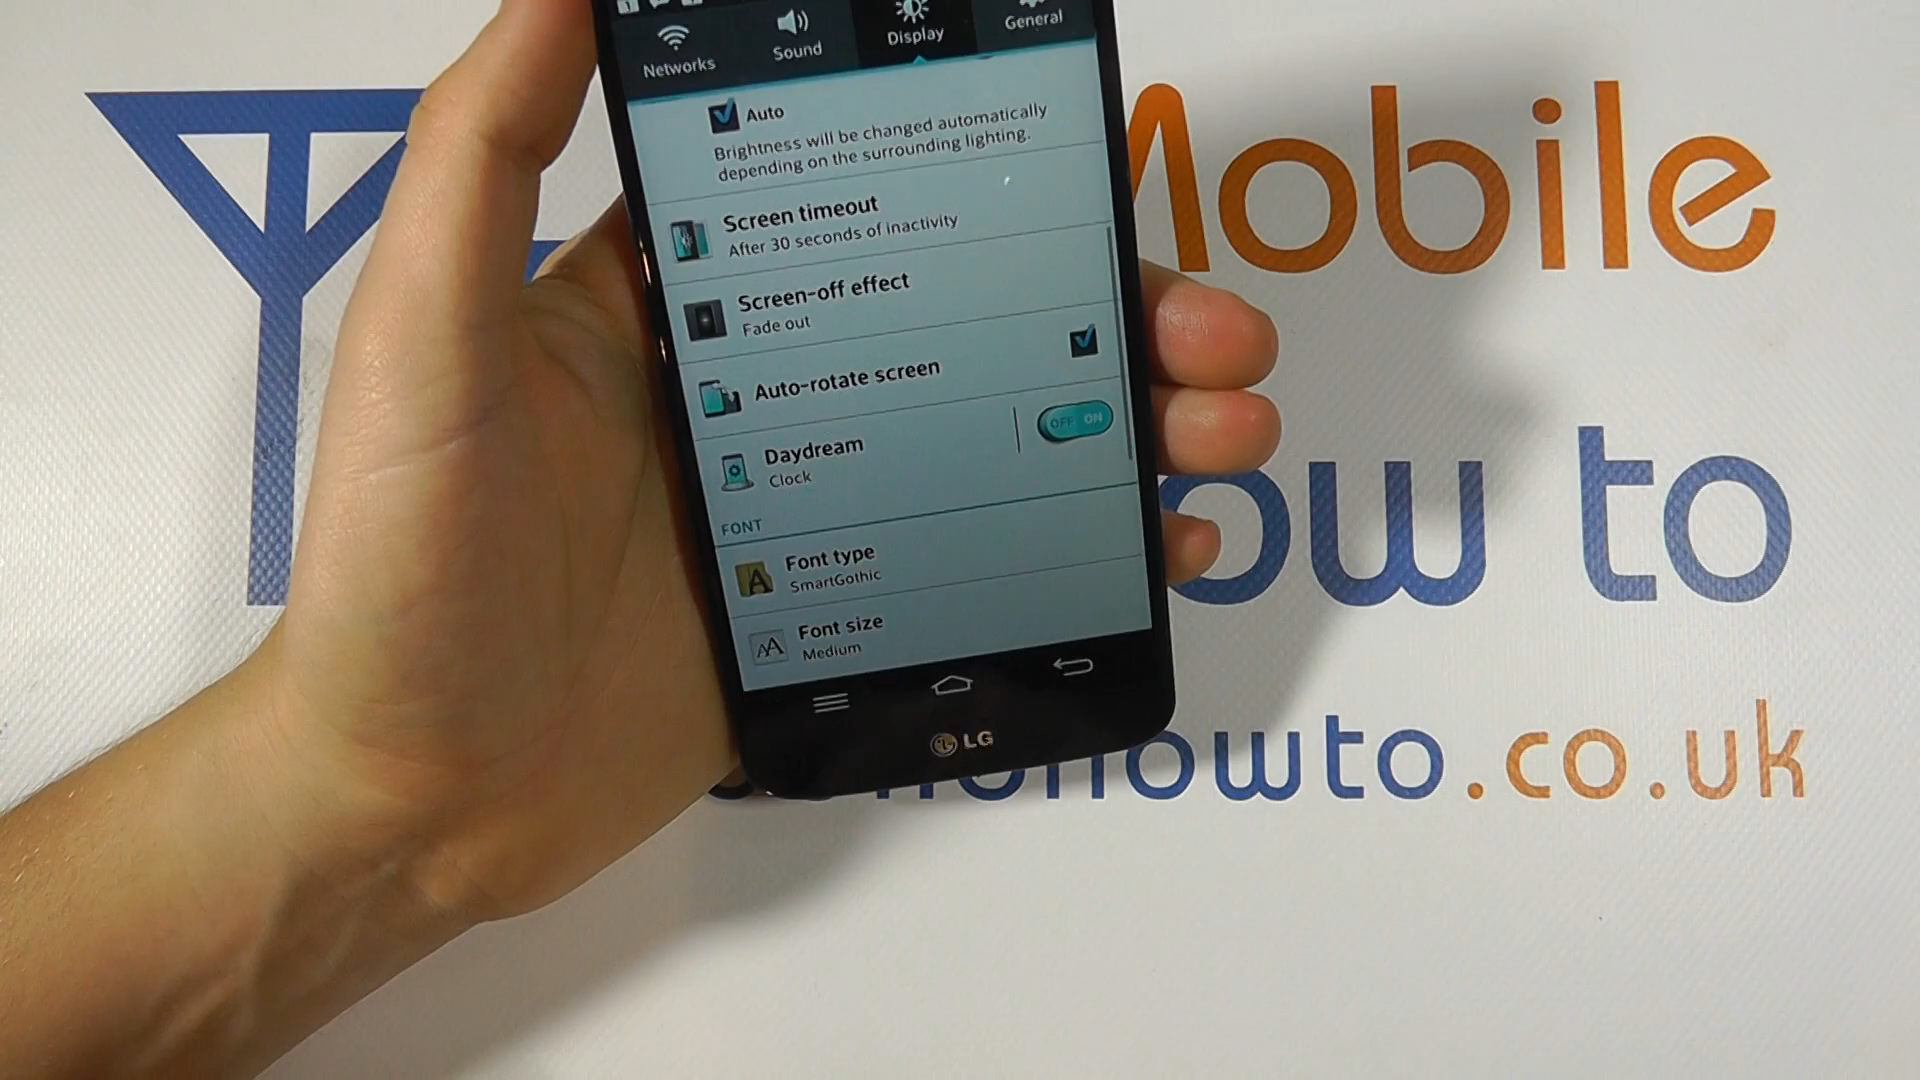 Networks
Sound
Display
General
Auto
Brightness will be changed automatically
depending on the surrounding lighting.
Screen timeout
After 30 seconds of inactivity
Screen-off effect
Fade out
Auto-rotate screen
Daydream
Clock
OFF ON
FONT
Font type
SmartGothic
Font size
Medium
LG
Mobile
ow to
howto.co.uk